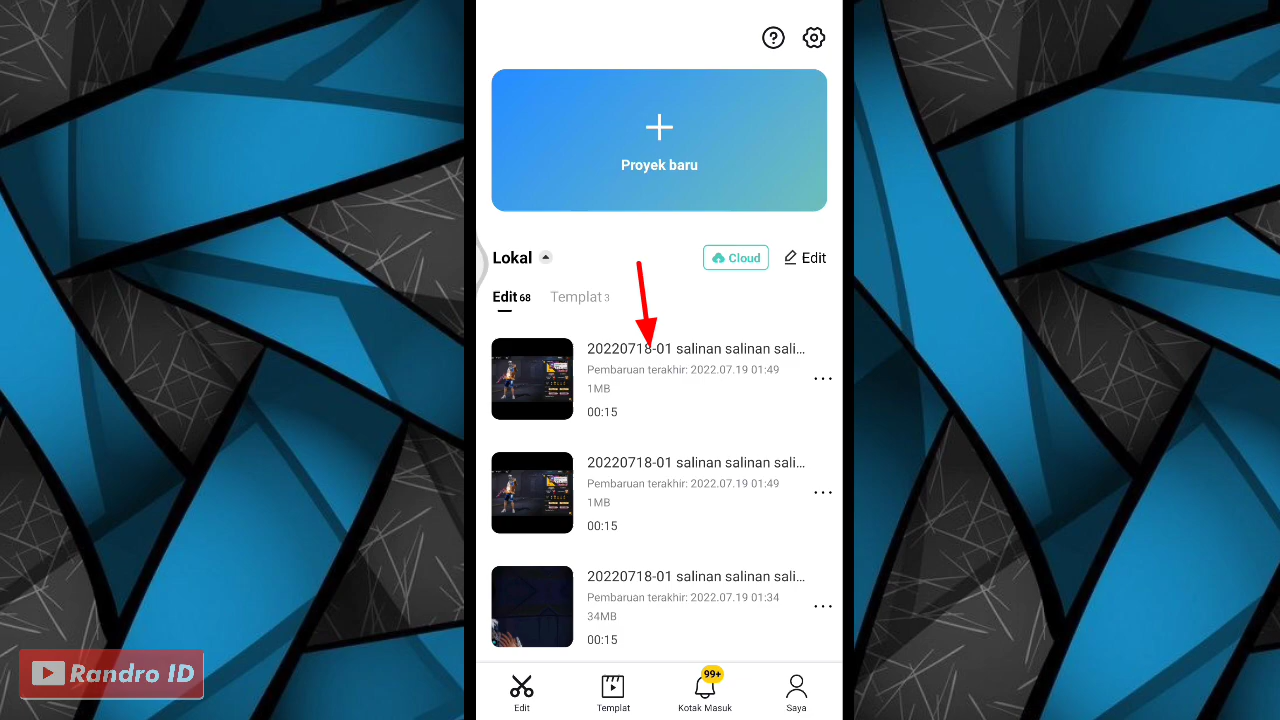 Proyek baru
Lokal
Cloud
Edit
Edit 68
Templat 3
20220718-01 salinan salinan sali...
Pembaruan terakhir: 2022.07.19 01:49
1MB
00:15
20220718-01 salinan salinan sali...
Pembaruan terakhir: 2022.07.19 01:49
1MB
00:15
20220718-01 salinan salinan sali...
Pembaruan terakhir: 2022.07.19 01:34
34MB
00:15
Randro ID
99+
Edit
Templat
Kotak Masuk
Saya